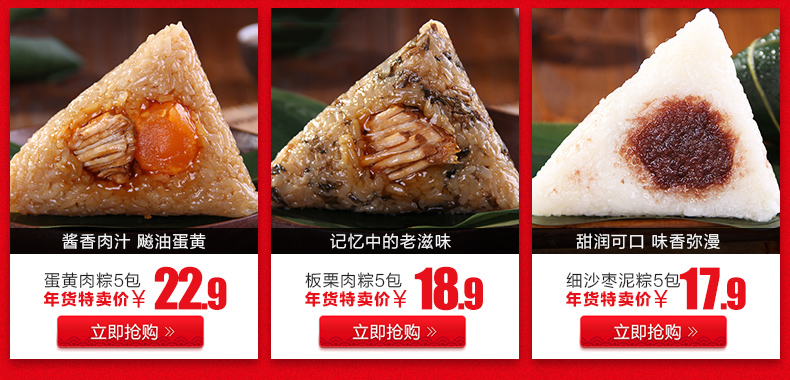 酱香肉汁 飚油蛋黄
蛋黄肉粽5包
年货特卖价￥22.9
立即抢购 »
记忆中的老滋味
板栗肉粽5包
年货特卖价￥18.9
立即抢购 »
甜润可口 味香弥漫
细沙枣泥粽5包
年货特卖价￥17.9
立即抢购 »